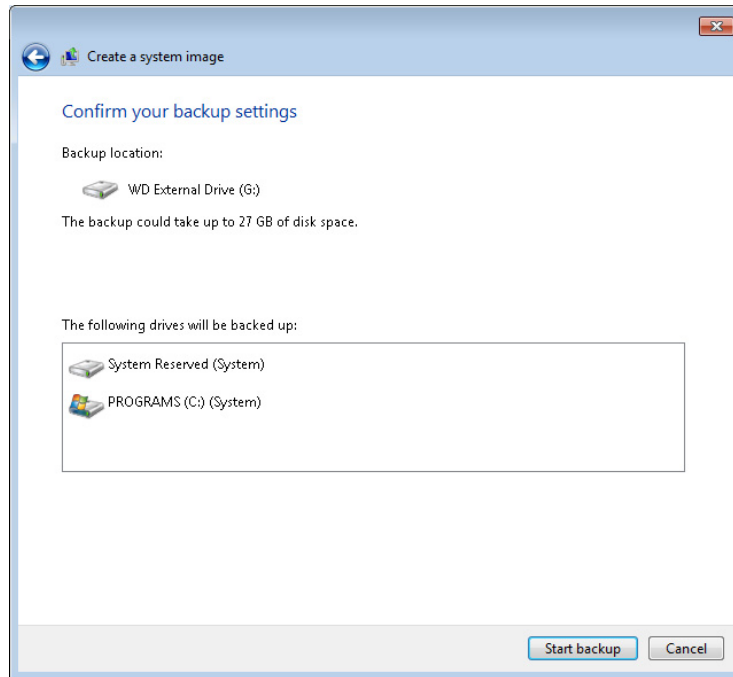 Create a system image
Confirm your backup settings
Backup location:
WD External Drive (G:)
The backup could take up to 27 GB of disk space.
The following drives will be backed up:
System Reserved (System)
PROGRAMS (C:) (System)
Start backup Cancel